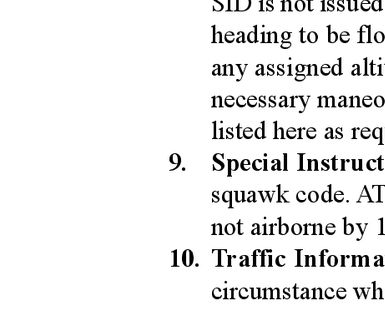 SID is not issued
heading to be flo
any assigned alti
necessary maneo
listed here as req
9. Special Instruct
squawk code. AT
not airborne by 1
10. Traffic Informa
circumstance wh